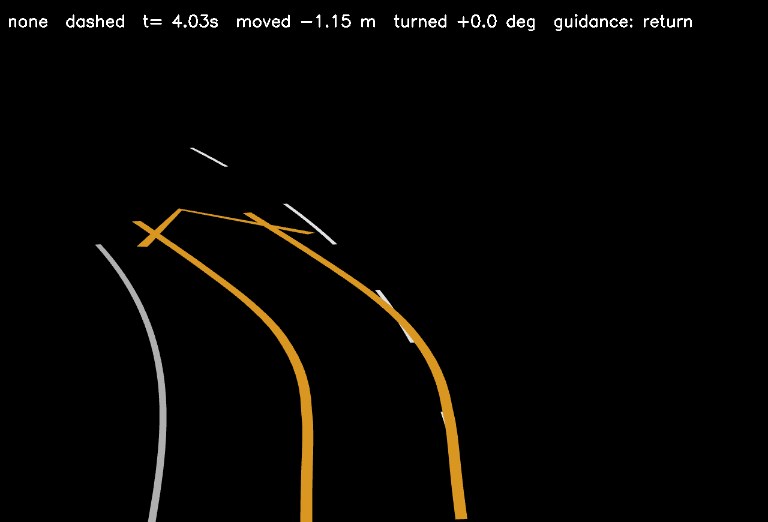 none dashed t= 4.03s moved −1.15 m turned +0.0 deg guidance: return